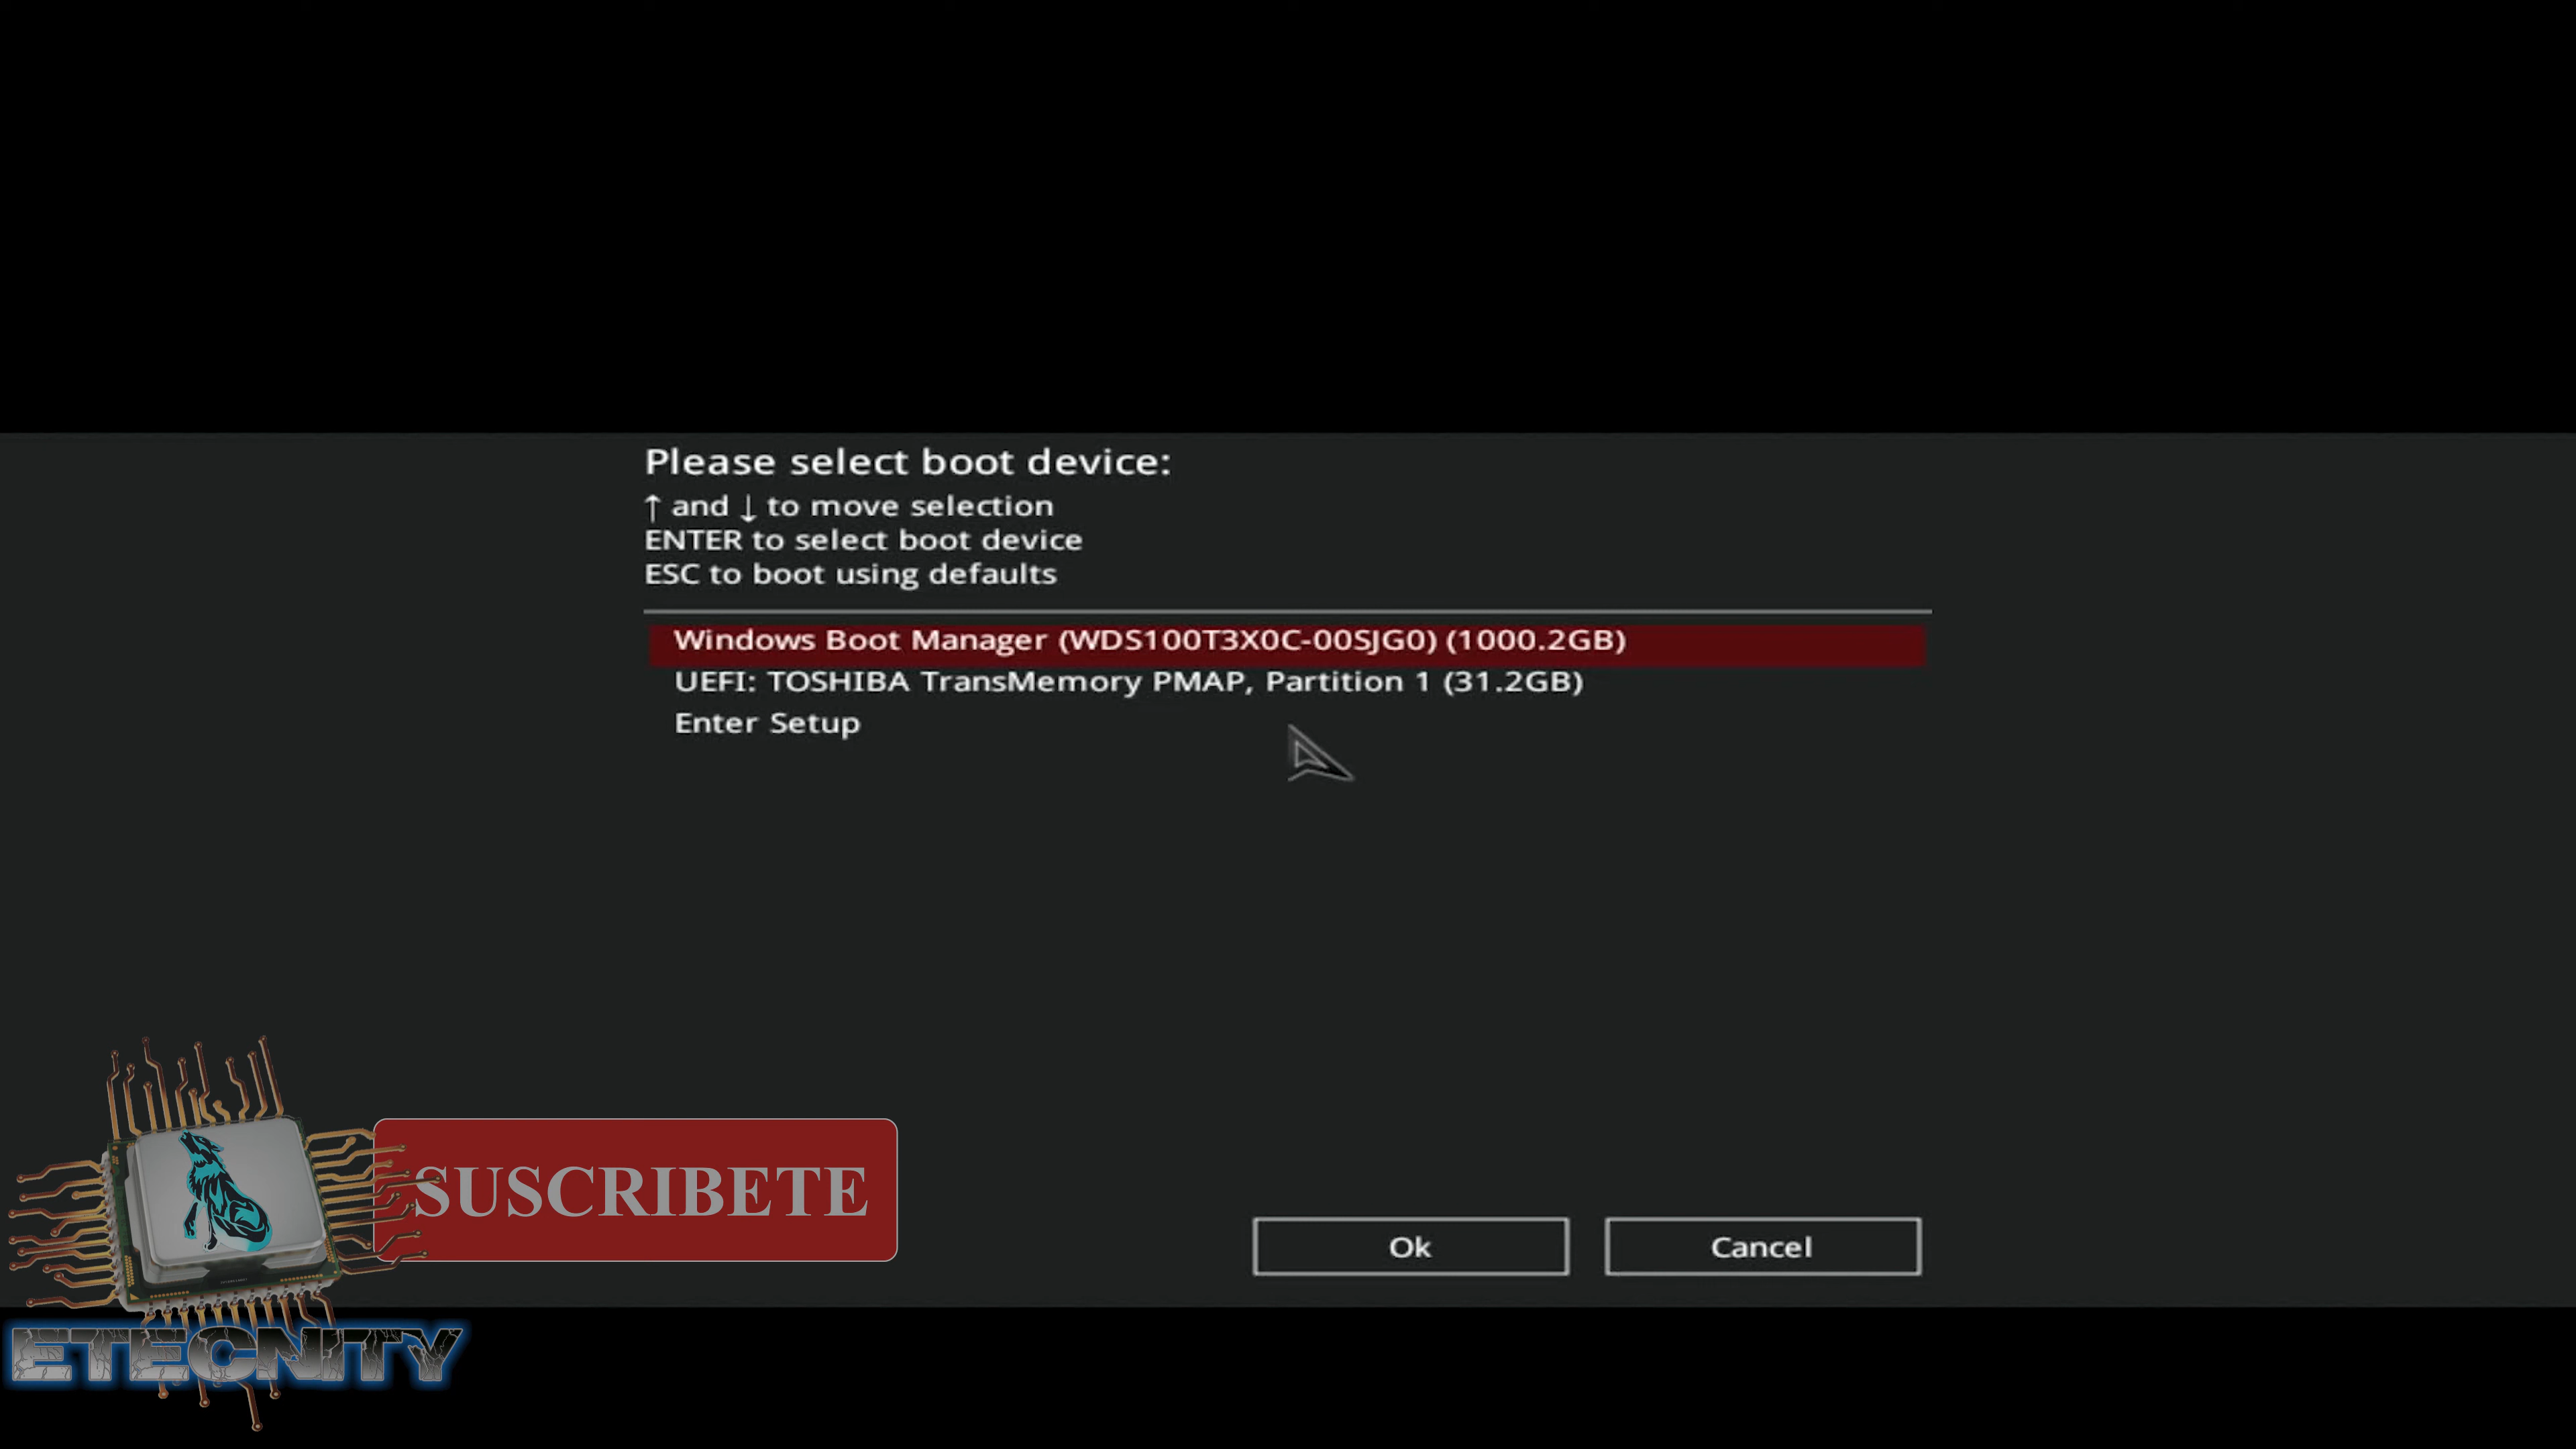 Please select boot device:
↑ and ↓ to move selection
ENTER to select boot device
ESC to boot using defaults
Windows Boot Manager (WDS100T3X0C-00SJG0) (1000.2GB)
UEFI: TOSHIBA TransMemory PMAP, Partition 1 (31.2GB)
Enter Setup
SUSCRIBETE
Ok
Cancel
ETECNITY